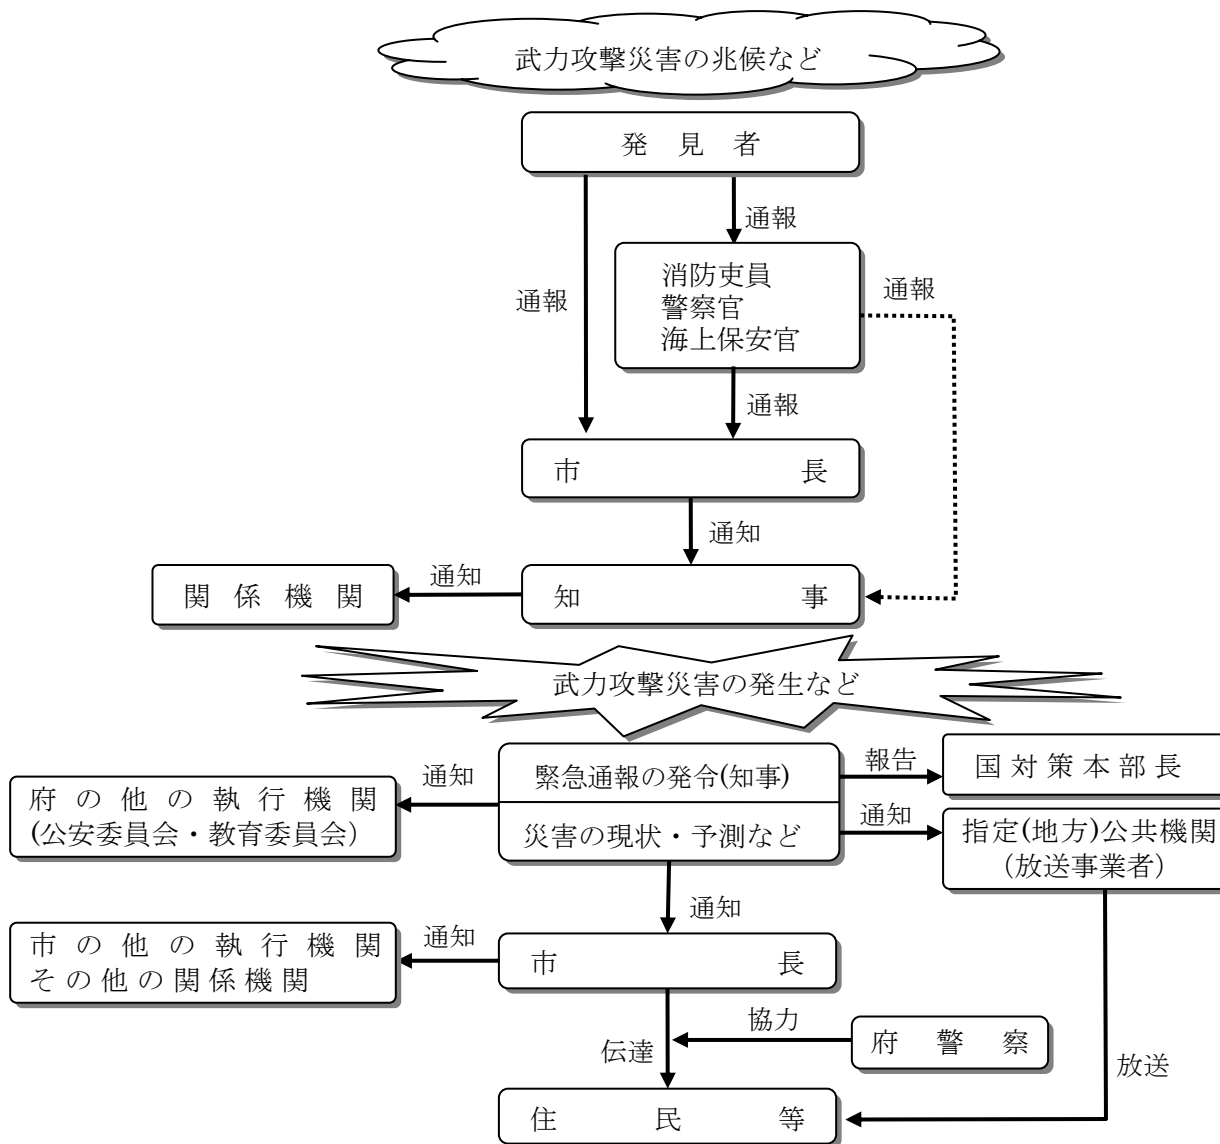 武力攻撃災害の兆候など
発見者
通報
消防吏員
警察官
海上保安官
通報
通報
通報
市長
通知
通知
関係機関
知事
武力攻撃災害の発生など
緊急通報の発令(知事)
報告
国対策本部長
通知
府の他の執行機関
(公安委員会・教育委員会)
災害の現状・予測など
通知
指定(地方)公共機関
（放送事業者）
通知
市の他の執行機関
その他の関係機関
通知
市長
協力
伝達
府警察
放送
住民等